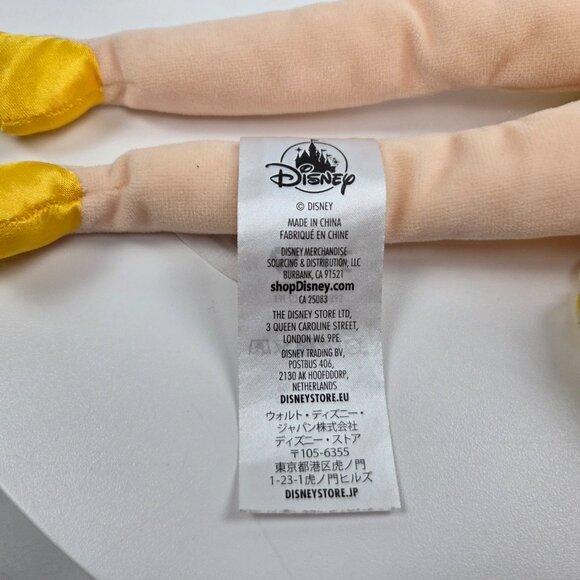 Disney
© DISNEY
MADE IN CHINA
FABRIQUÉ EN CHINE
DISNEY MERCHANDISE
SOURCING & DISTRIBUTION, LLC
BURBANK, CA 91521
shopDisney.com
CA 25083
THE DISNEY STORE LTD,
3 QUEEN CAROLINE STREET,
LONDON W6 9PE.
DISNEY TRADING BV,
POSTBUS 406,
2130 AK HOOFDDORP,
NETHERLANDS
DISNEYSTORE.EU
ウォルト・ディズニー・
ジャパン株式会社
ディズニー・ストア
〒105-6355
東京都港区虎ノ門
1-23-1虎ノ門ヒルズ
DISNEYSTORE.JP